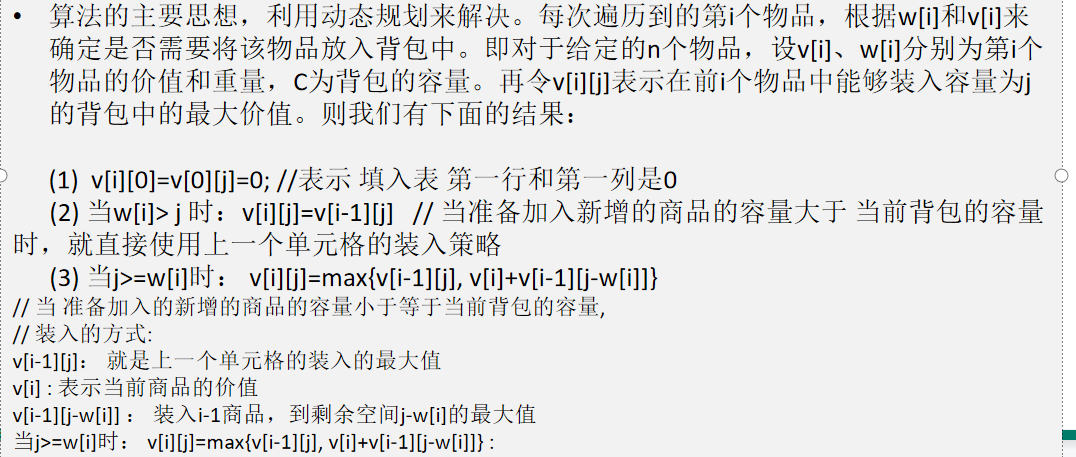 • 算法的主要思想，利用动态规划来解决。每次遍历到的第i个物品，根据w[i]和v[i]来
确定是否需要将该物品放入背包中。即对于给定的n个物品，设v[i]、w[i]分别为第i个
物品的价值和重量，C为背包的容量。再令v[i][j]表示在前i个物品中能够装入容量为j
的背包中的最大价值。则我们有下面的结果：
(1) v[i][0]=v[0][j]=0; //表示 填入表 第一行和第一列是0
(2) 当w[i]> j 时：v[i][j]=v[i-1][j] // 当准备加入新增的商品的容量大于 当前背包的容量
时，就直接使用上一个单元格的装入策略
(3) 当j>=w[i]时： v[i][j]=max{v[i-1][j], v[i]+v[i-1][j-w[i]]}
// 当 准备加入的新增的商品的容量小于等于当前背包的容量,
// 装入的方式:
v[i-1][j]： 就是上一个单元格的装入的最大值
v[i] : 表示当前商品的价值
v[i-1][j-w[i]] ： 装入i-1商品，到剩余空间j-w[i]的最大值
当j>=w[i]时： v[i][j]=max{v[i-1][j], v[i]+v[i-1][j-w[i]]} :